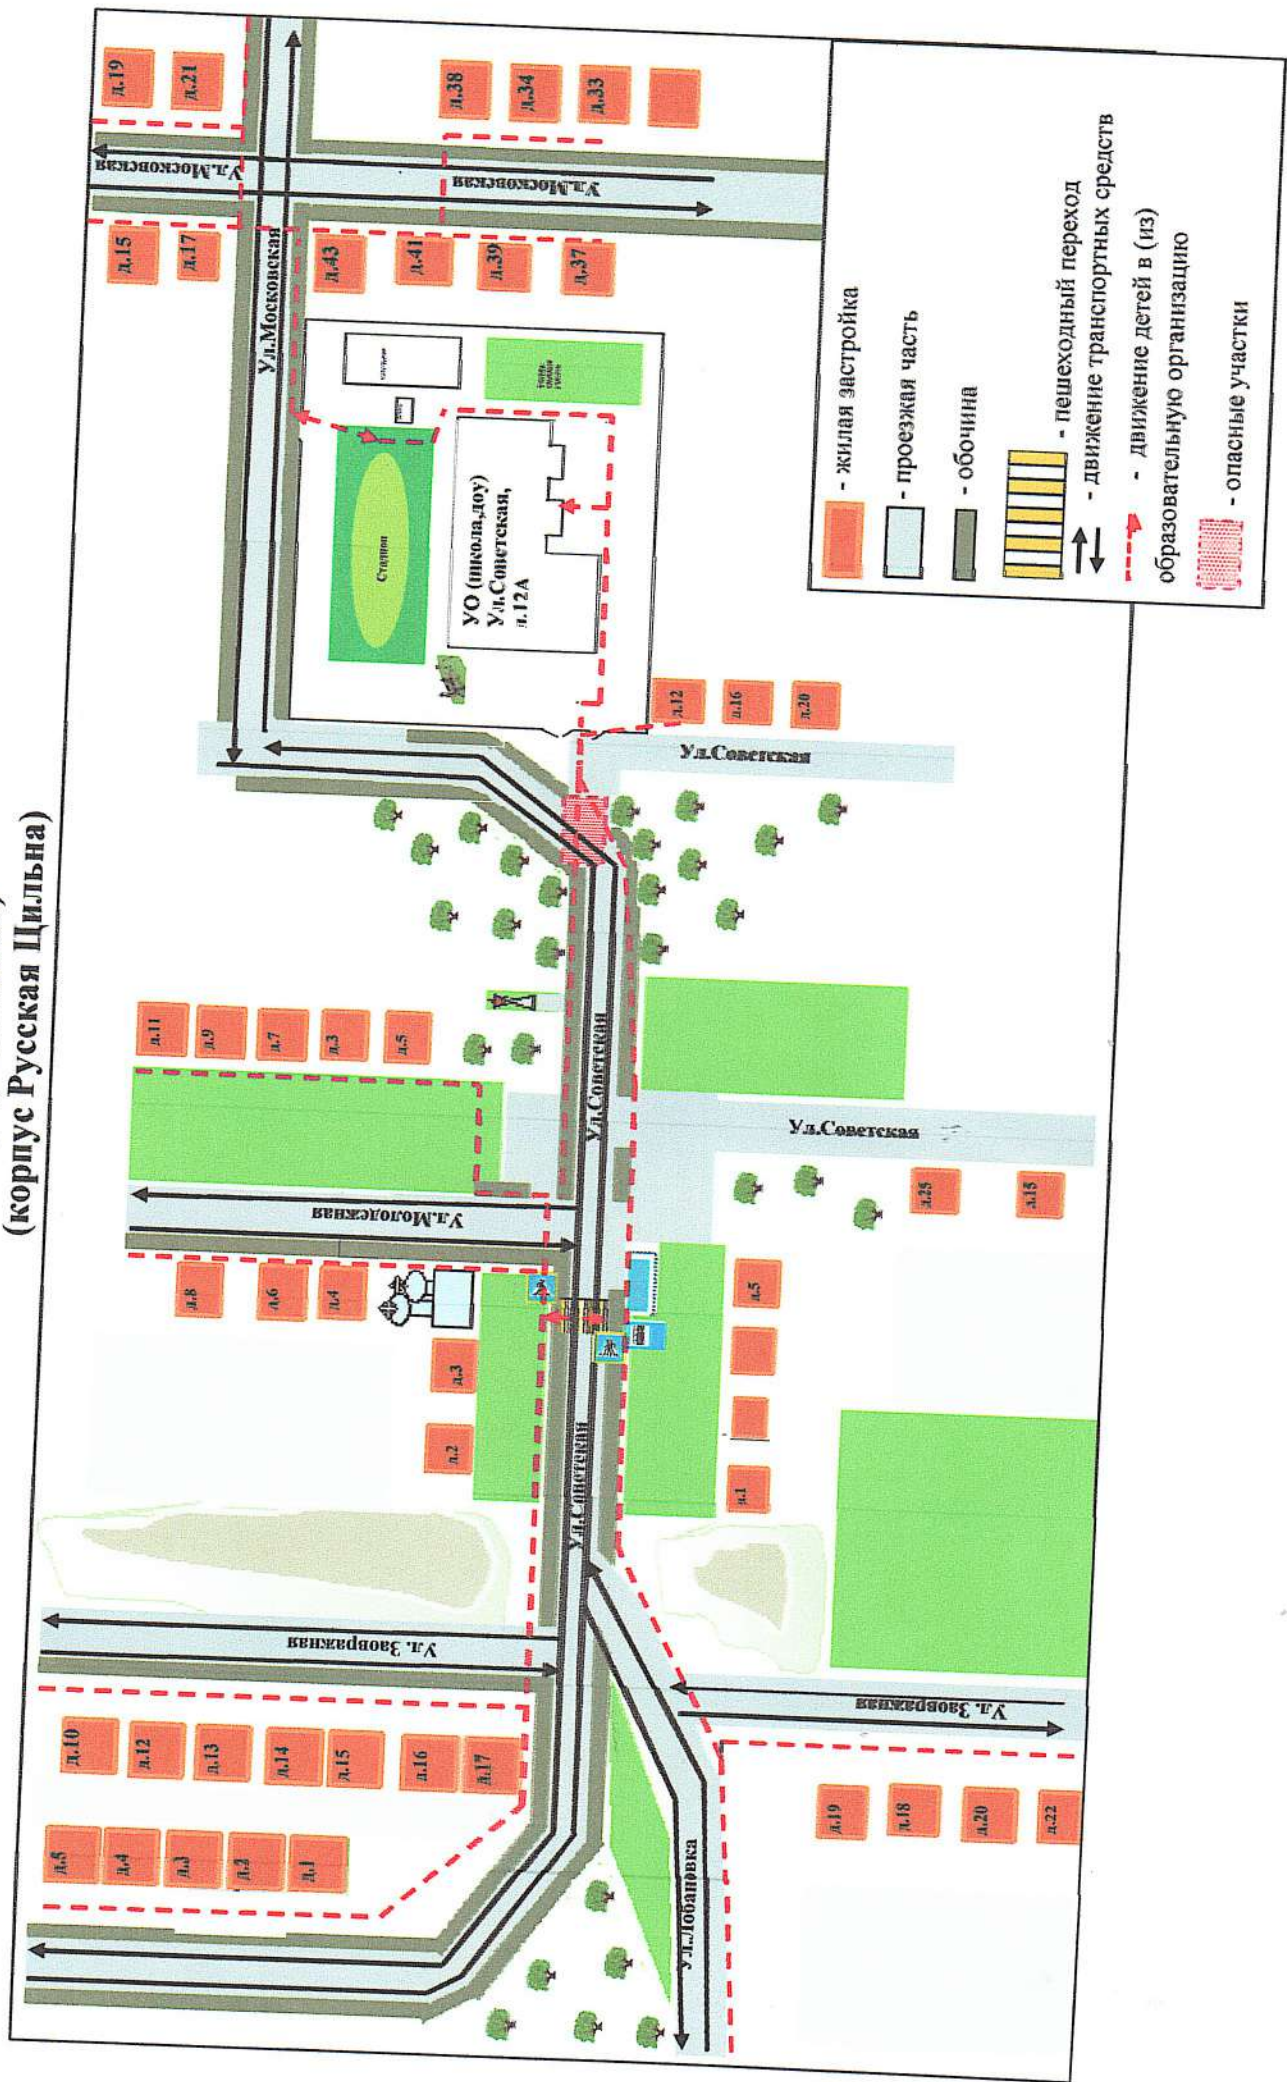 (корпус Русская Цильна)
д.5
д.4
д.3
д.2
д.1
д.10
д.12
д.13
д.14
д.15
д.16
д.17
Ул. Заовражная
д.2
д.3
д.8
д.6
д.4
Ул.Молодежная
д.11
д.9
д.7
д.3
д.5
Ул.Советская
Ул.Советская
Ул.Лобановка
д.19
д.18
д.20
д.22
Ул. Заовражная
д.1
д.5
д.25
д.15
Ул.Советская
Ул.Советская
д.12
д.16
д.20
Стадион
УО (школа,доу)
Ул.Советская,
д.12А
Ул.Московская
д.15
д.17
д.43
д.41
д.39
д.37
Ул.Московская
Ул.Московская
Ул.Московская
д.19
д.21
д.38
д.34
д.33
- жилая застройка
- проезжая часть
- обочина
- пешеходный переход
- движение транспортных средств
- движение детей в (из)
образовательную организацию
- опасные участки